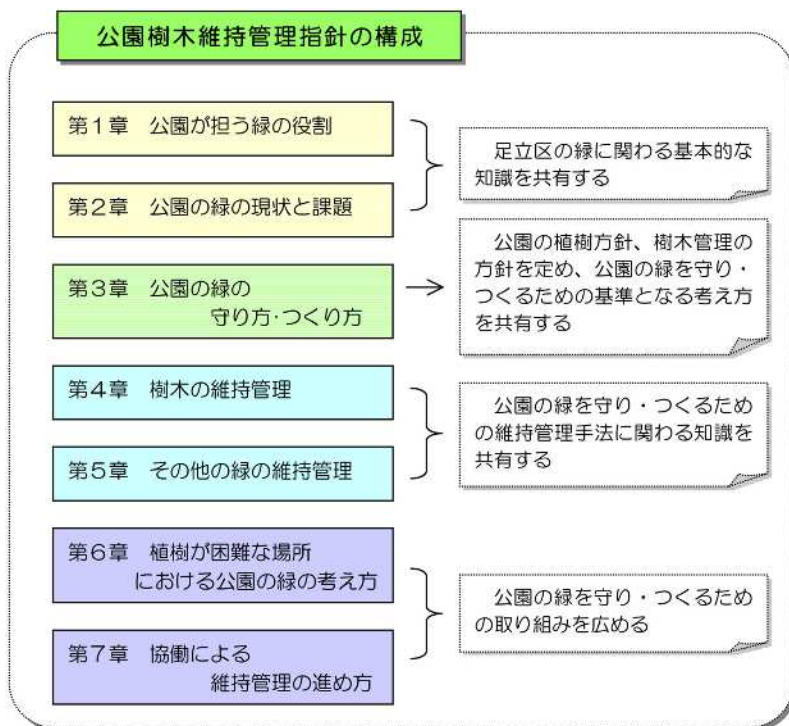 公園樹木維持管理指針の構成
第1章　公園が担う緑の役割
第2章　公園の緑の現状と課題
足立区の緑に関わる基本的な
知識を共有する
第3章　公園の緑の
守り方・つくり方
公園の植樹方針、樹木管理の
方針を定め、公園の緑を守り・
つくるための基準となる考え方
を共有する
第4章　樹木の維持管理
第5章　その他の緑の維持管理
公園の緑を守り・つくるため
の維持管理手法に関わる知識を
共有する
第6章　植樹が困難な場所
における公園の緑の考え方
第7章　協働による
維持管理の進め方
公園の緑を守り・つくるため
の取り組みを広める